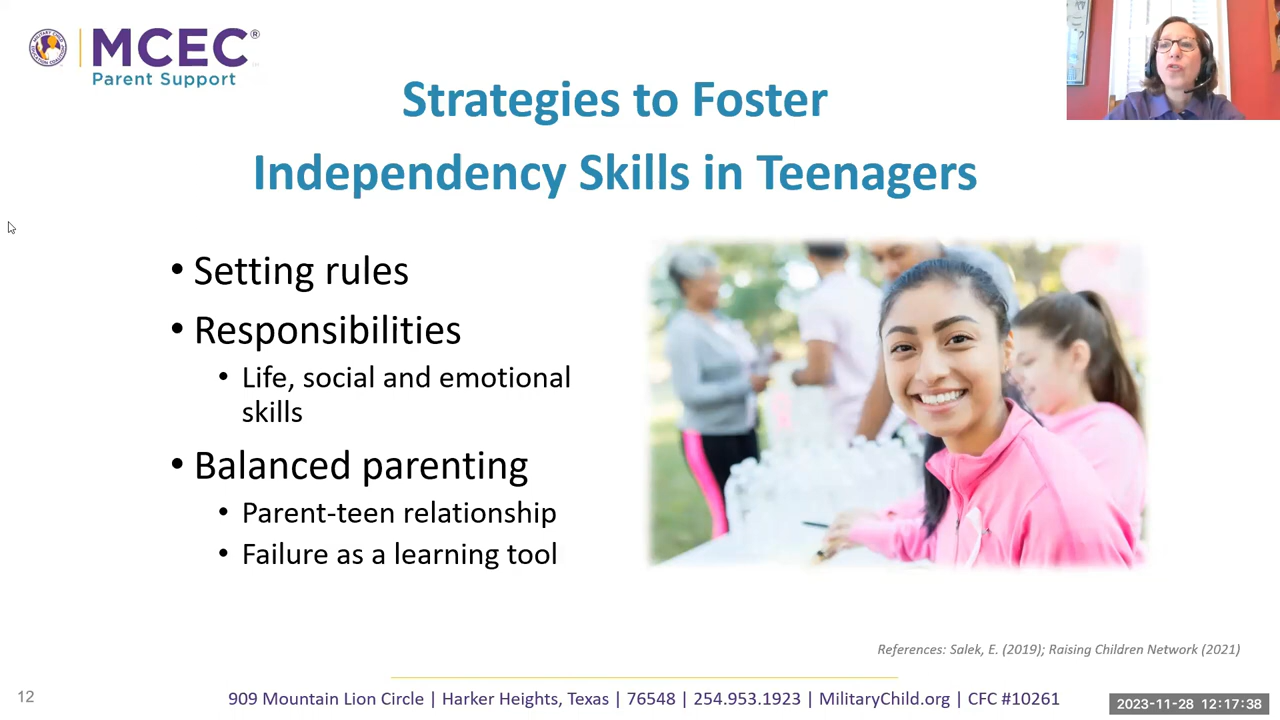 MCEC®
Parent Support
Strategies to Foster
Independency Skills in Teenagers
• Setting rules
• Responsibilities
• Life, social and emotional
skills
• Balanced parenting
• Parent-teen relationship
• Failure as a learning tool
References: Salek, E. (2019); Raising Children Network (2021)
12
909 Mountain Lion Circle | Harker Heights, Texas | 76548 | 254.953.1923 | MilitaryChild.org | CFC #10261
2023-11-28 12:17:38